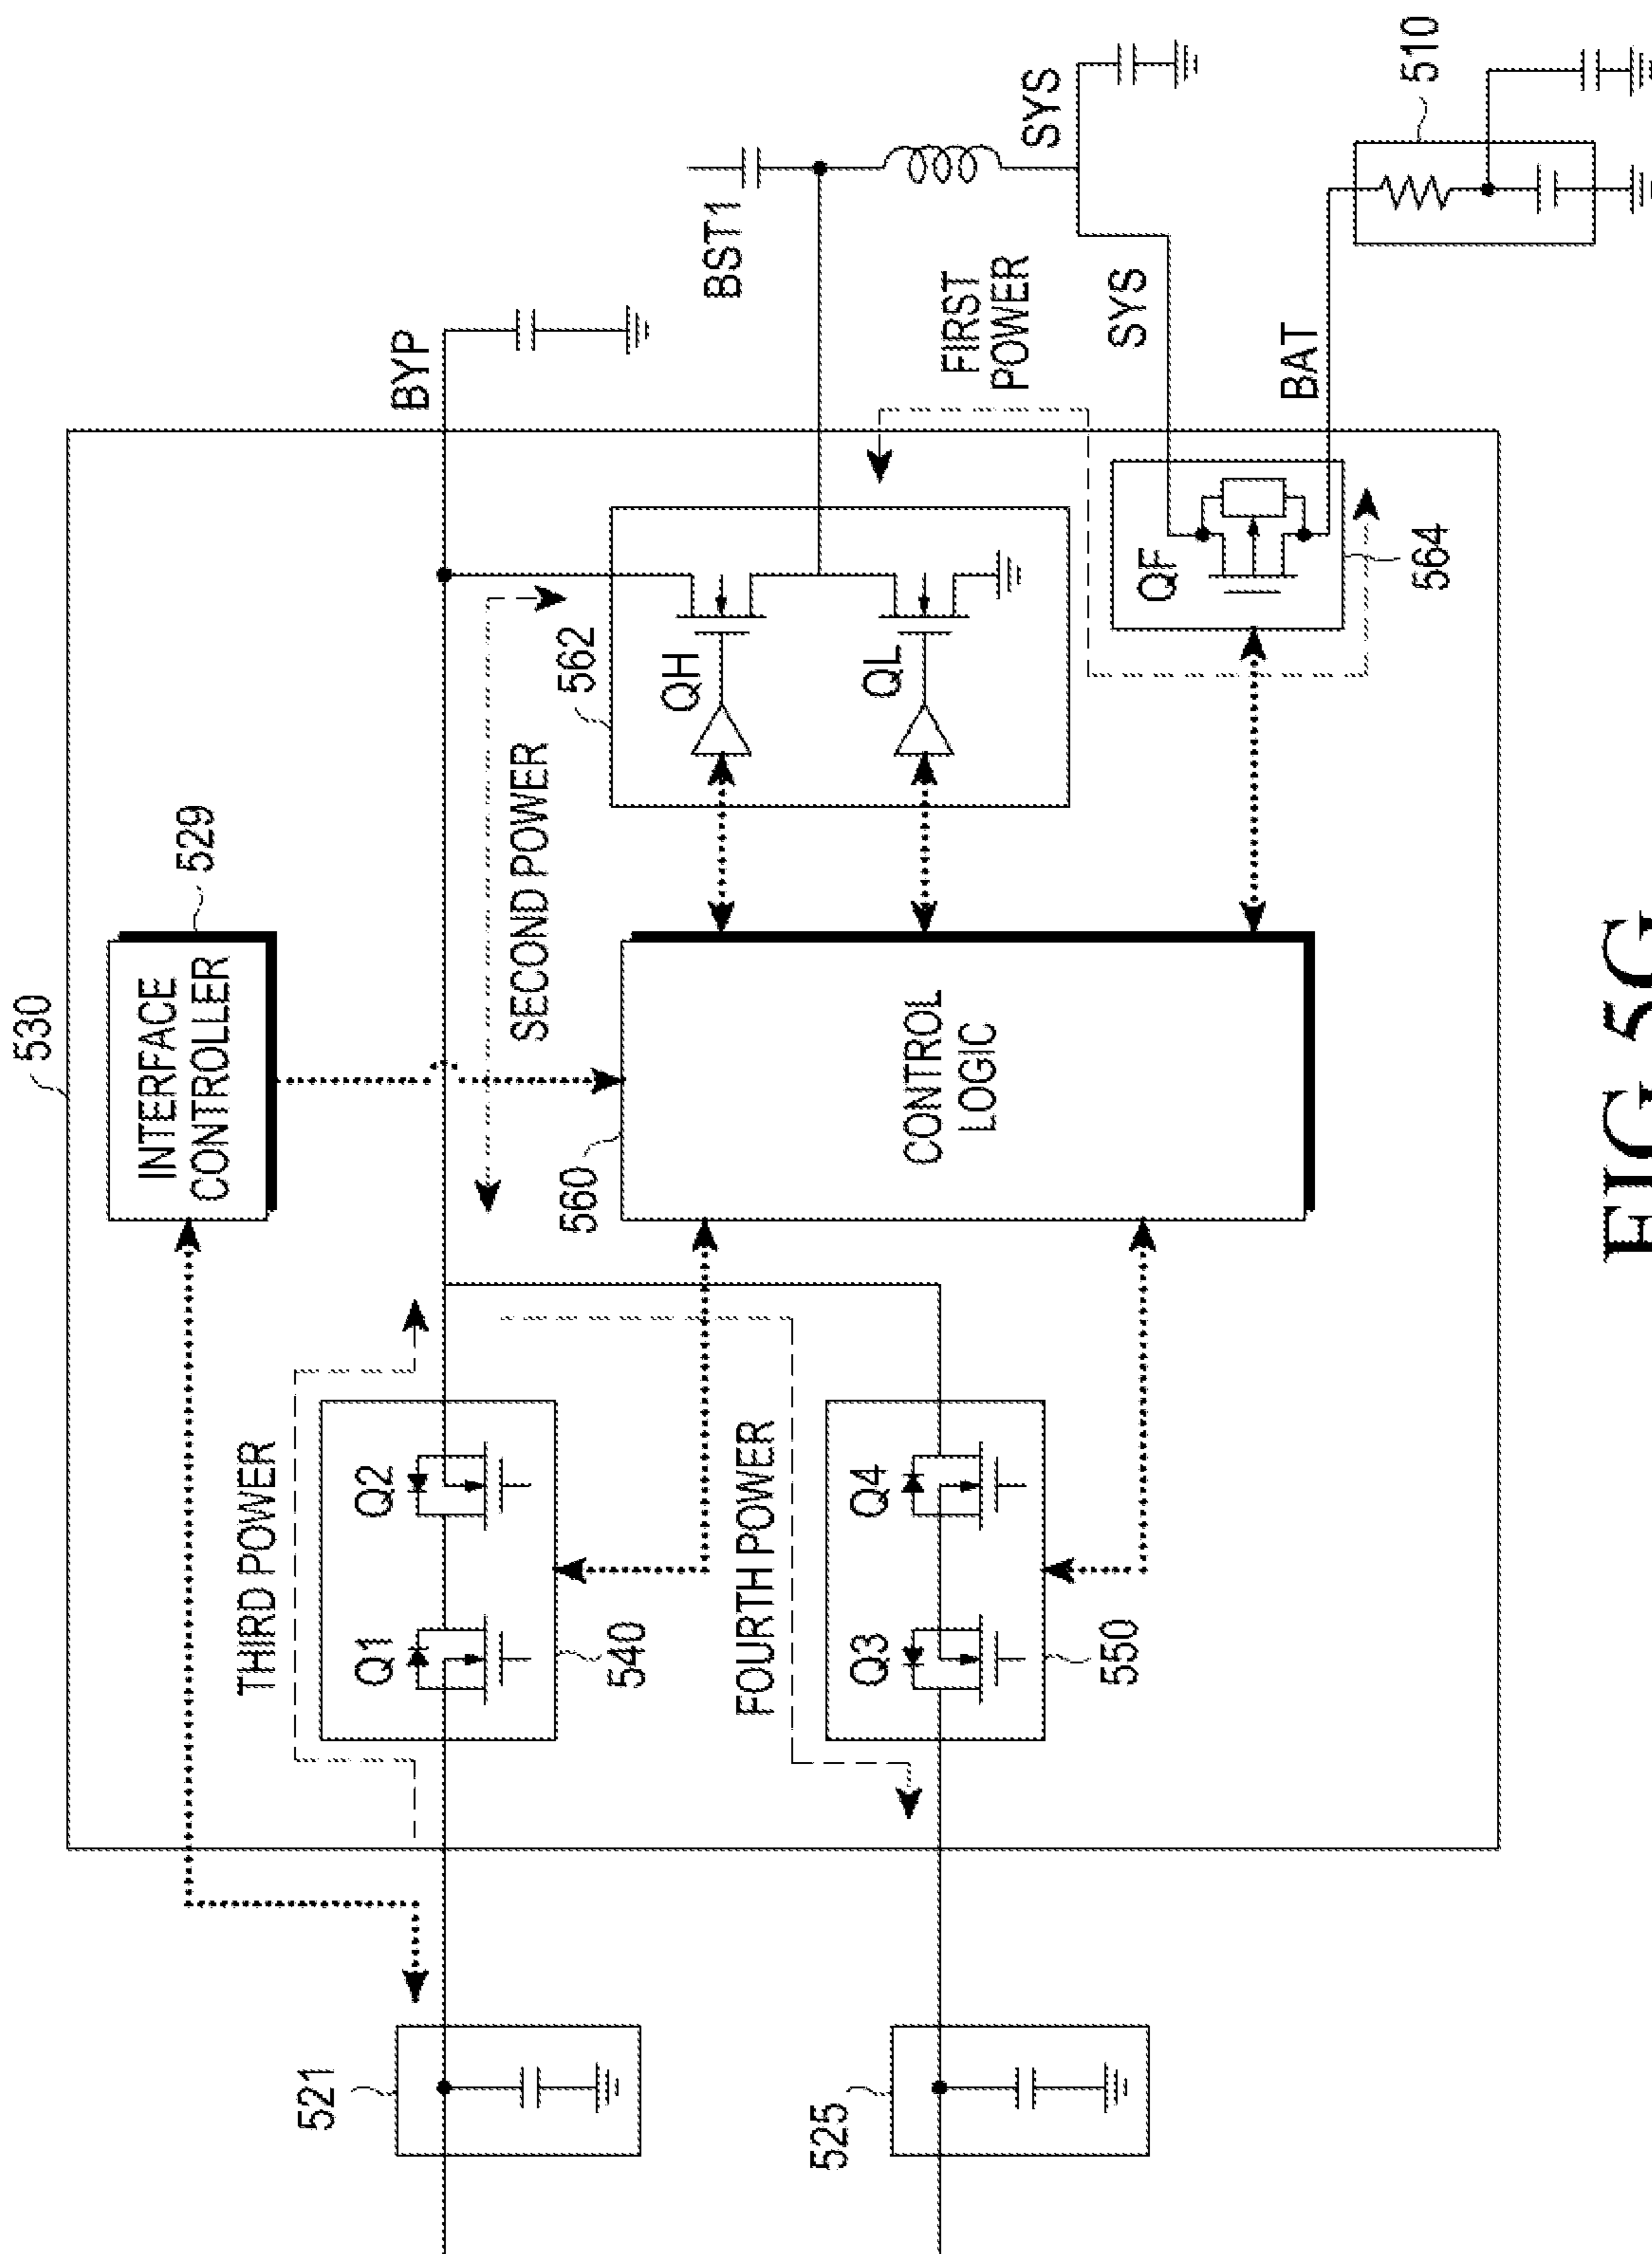 530
INTERFACE
CONTROLLER
529
BYP
THIRD POWER
SECOND POWER
521
Q1
Q2
540
562
QH
QL
BST1
FIRST
POWER
SYS
SYS
560
CONTROL
LOGIC
FOURTH POWER
525
Q3
Q4
550
QF
564
BAT
510
FIG. 5G